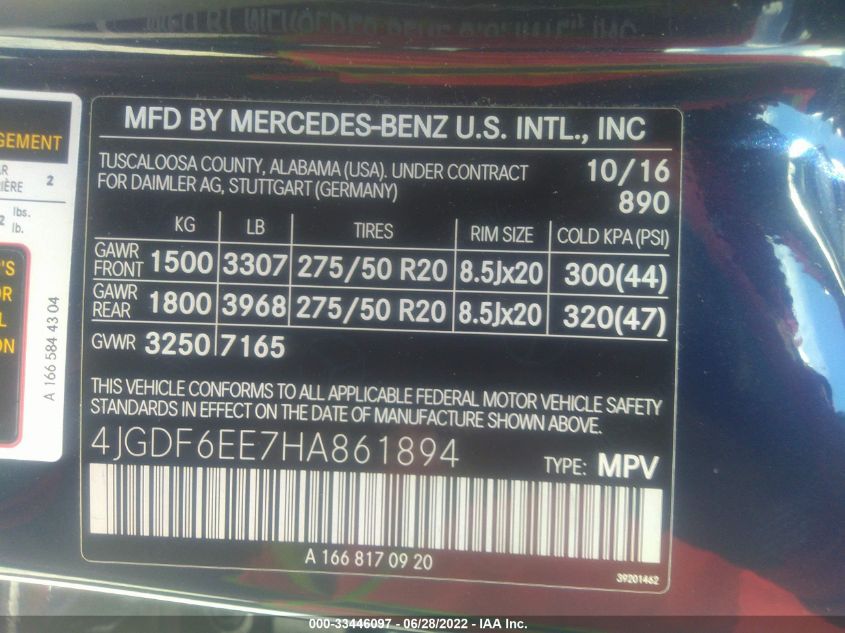 MFD BY MERCEDES-BENZ U.S. INTL., INC
TUSCALOOSA COUNTY, ALABAMA (USA). UNDER CONTRACT
FOR DAIMLER AG, STUTTGART (GERMANY)
10/16
890
KG LB TIRES RIM SIZE COLD KPA (PSI)
GAWR FRONT 1500 3307 275/50 R20 8.5Jx20 300(44)
GAWR REAR 1800 3968 275/50 R20 8.5Jx20 320(47)
GVWR 3250 7165
THIS VEHICLE CONFORMS TO ALL APPLICABLE FEDERAL MOTOR VEHICLE SAFETY
STANDARDS IN EFFECT ON THE DATE OF MANUFACTURE SHOWN ABOVE.
4JGDF6EE7HA861894
TYPE: MPV
A 166 817 09 20
39201462
2
lbs.
lb.
A 166 584 43 04
000-33446097 - 06/28/2022 - IAA Inc.